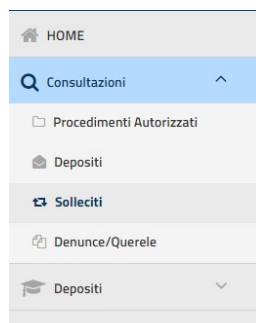 HOME
Consultazioni
Procedimenti Autorizzati
Depositi
Solleciti
Denunce/Querele
Depositi